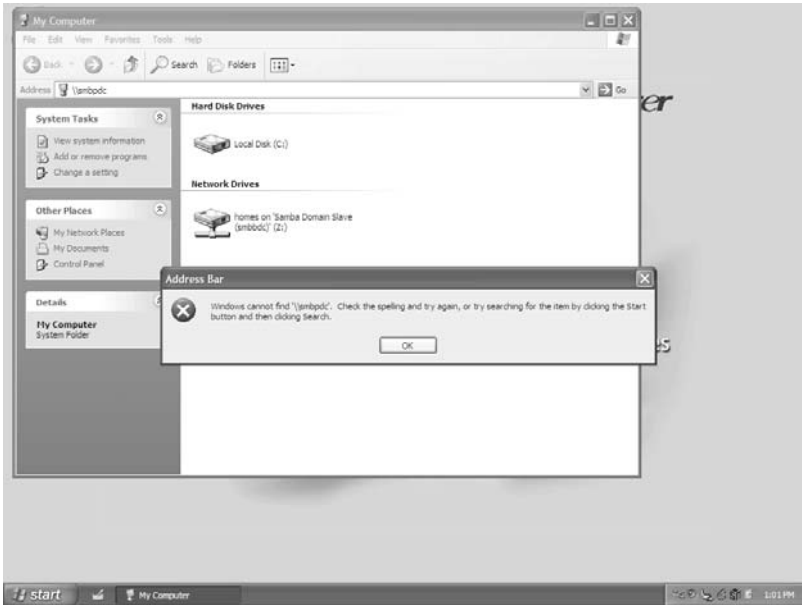 My Computer
File Edit View Favorites Tools Help
Back Search Folders
Address \\smbpdc Go
System Tasks
View system information
Add or remove programs
Change a setting
Other Places
My Network Places
My Documents
Control Panel
Details
My Computer
System Folder
Hard Disk Drives
Local Disk (C:)
Network Drives
homes on 'Samba Domain Slave
(smbbdc)' (Z:)
er
Address Bar
Windows cannot find '\\smbpdc'. Check the spelling and try again, or try searching for the item by clicking the Start
button and then clicking Search.
OK
es
start My Computer 1:01 PM